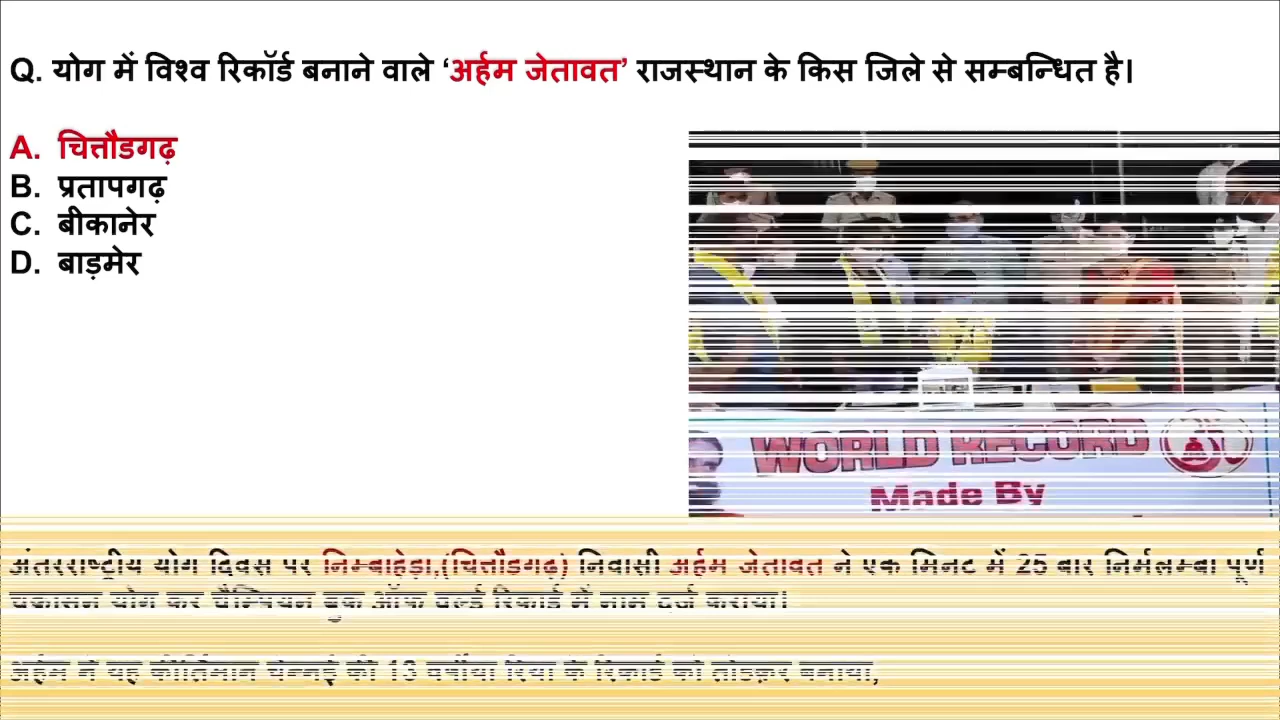 Q. योग में विश्व रिकॉर्ड बनाने वाले ‘अर्हम जेतावत’ राजस्थान के किस जिले से सम्बन्धित है।
A. चित्तौडगढ़
B. प्रतापगढ़
C. बीकानेर
D. बाड़मेर
WORLD RECORD
Made By
अंतरराष्ट्रीय योग दिवस पर निम्बाहेड़ा,(चित्तौडगढ़) निवासी अर्हम जेतावत ने एक मिनट में 25 बार निर्मलम्बा पूर्ण
चक्रासन योग कर चैम्पियन बुक ऑफ वर्ल्ड रिकार्ड में नाम दर्ज कराया।
अर्हम ने यह कीर्तिमान चेन्नई की 13 वर्षीया रिया के रिकार्ड को तोडक़र बनाया,